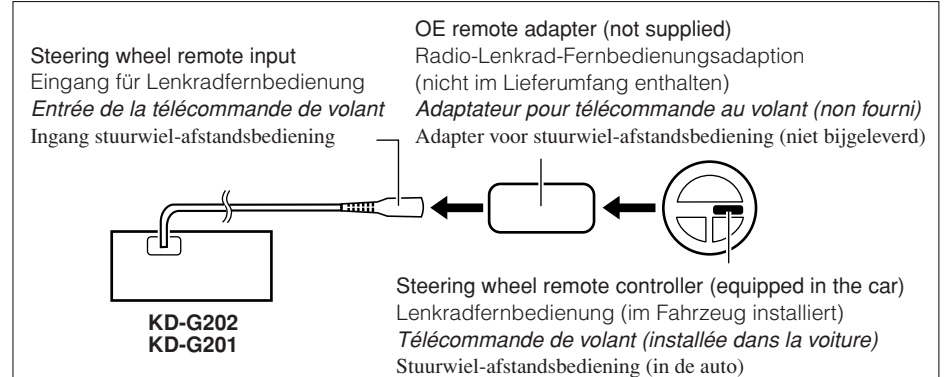 OE remote adapter (not supplied)
Radio-Lenkrad-Fernbedienungsadaption
(nicht im Lieferumfang enthalten)
Adaptateur pour télécommande au volant (non fourni)
Adapter voor stuurwiel-afstandsbediening (niet bijgeleverd)
Steering wheel remote input
Eingang für Lenkradfernbedienung
Entrée de la télécommande de volant
Ingang stuurwiel-afstandsbediening
KD-G202
KD-G201
Steering wheel remote controller (equipped in the car)
Lenkradfernbedienung (im Fahrzeug installiert)
Télécommande de volant (installée dans la voiture)
Stuurwiel-afstandsbediening (in de auto)